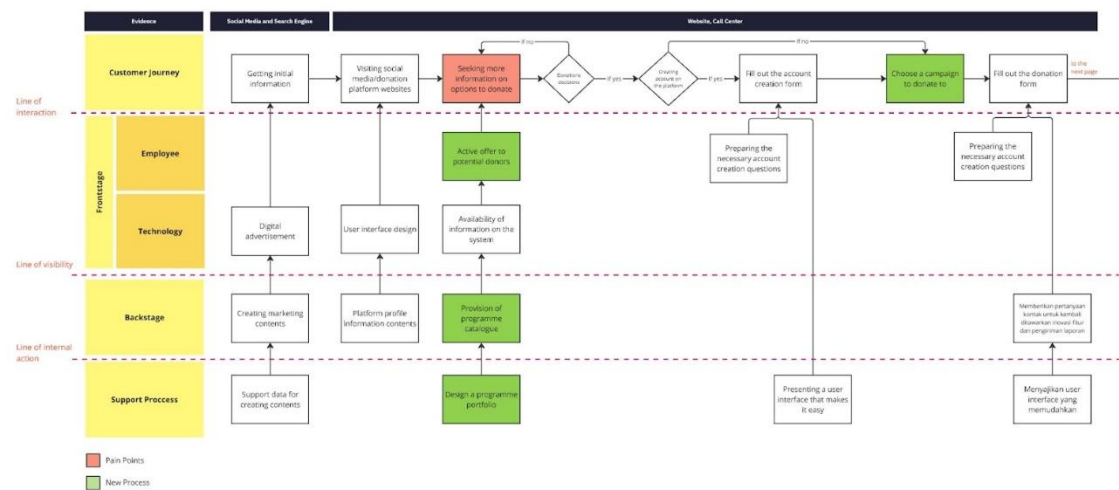 Evidence
Social Media and Search Engine
Website, Call Center
Customer Journey
Getting initial
information
Visiting social
media/donation
platform websites
Seeking more
information on
options to donate
If no
Donations
decisions
If yes
Creating
account on
the platform
If no
If yes
Fill out the account
creation form
Choose a campaign
to donate to
Fill out the donation
form
to the
next page
Line of
interaction
Frontstage
Employee
Active offer to
potential donors
Preparing the
necessary account
creation questions
Preparing the
necessary account
creation questions
Technology
Digital
advertisement
User interface design
Availability of
information on the
system
Line of visibility
Backstage
Creating marketing
contents
Platform profile
information contents
Provision of
programme
catalogue
Memberikan pertanyaan
kontak untuk kembali
ditawarkan inovasi fitur
dan pengiriman laporan
Line of internal
action
Support Proccess
Support data for
creating contents
Design a programme
portfolio
Presenting a user
interface that makes
it easy
Menyajikan user
interface yang
memudahkan
Pain Points
New Process